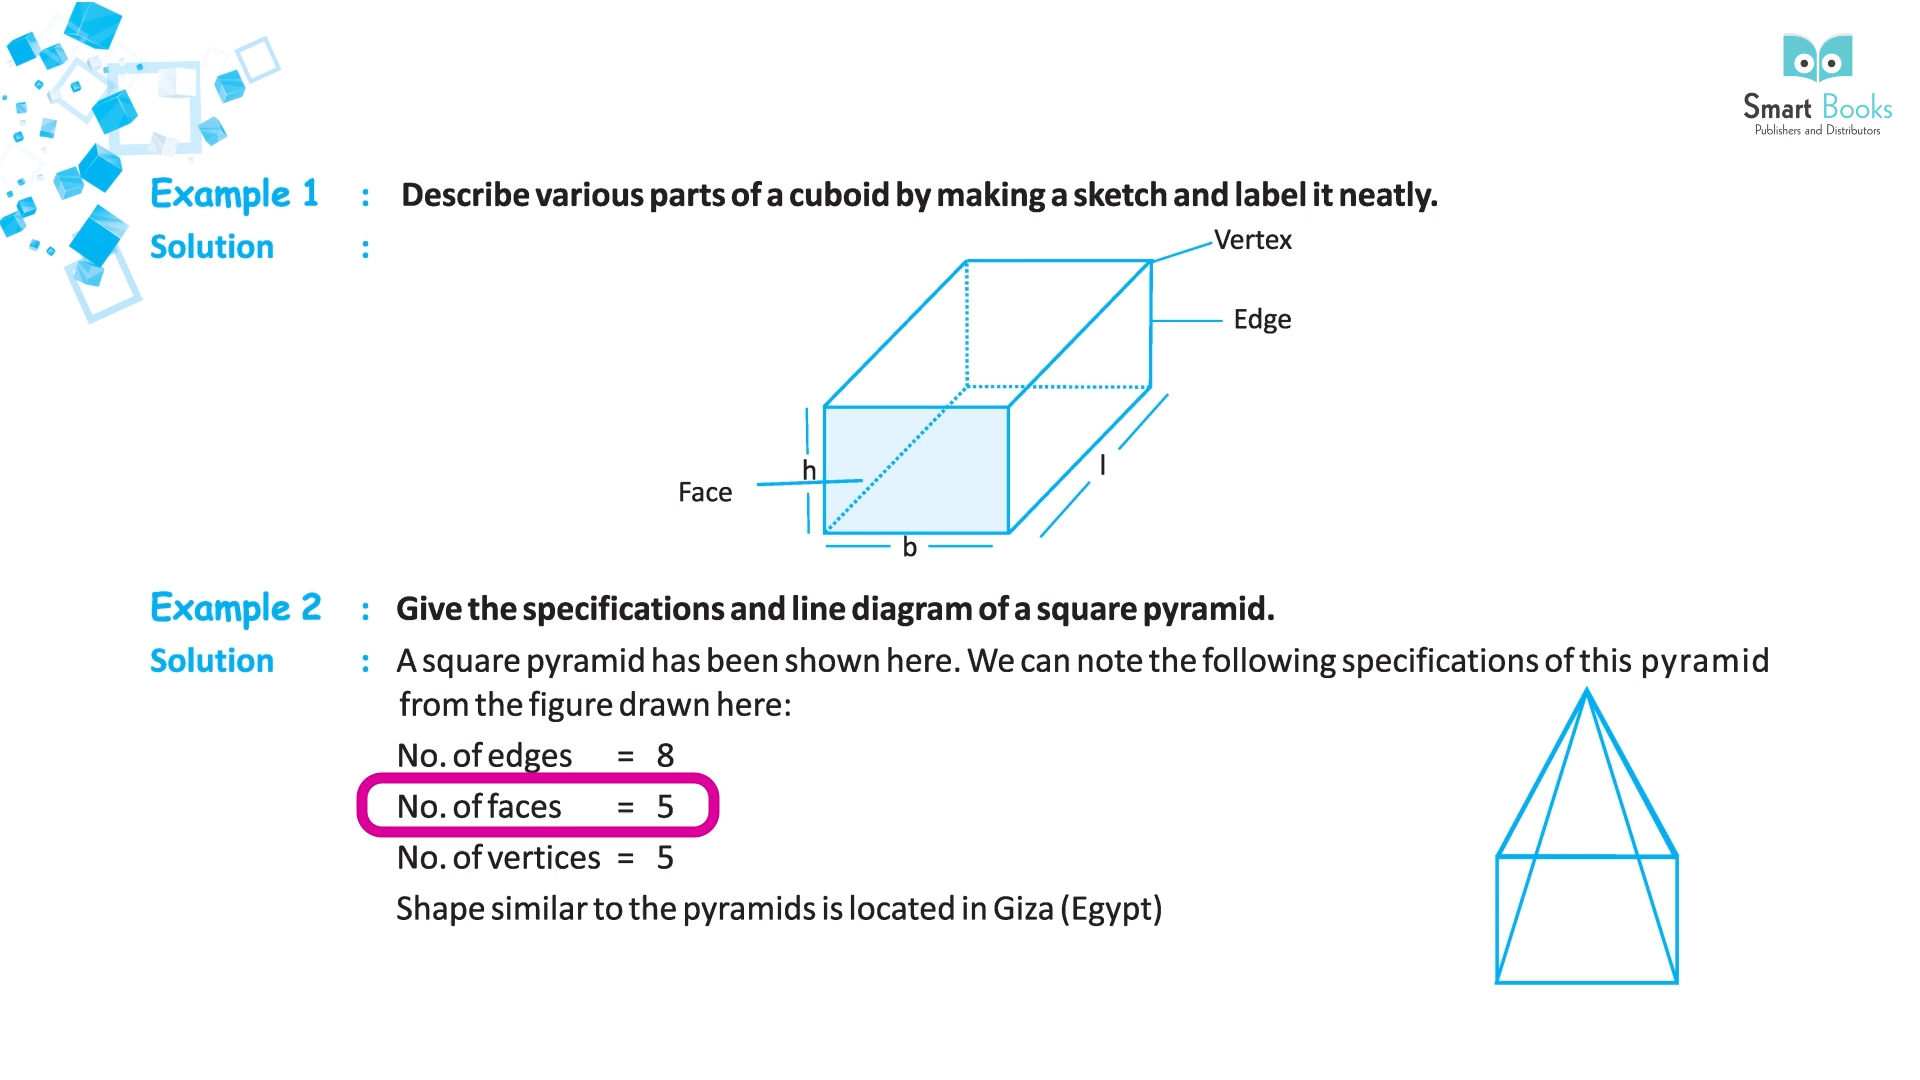 Smart Books
Publishers and Distributors
Example 1 : Describe various parts of a cuboid by making a sketch and label it neatly.
Solution :
Vertex
Edge
h
l
Face
b
Example 2 : Give the specifications and line diagram of a square pyramid.
Solution : A square pyramid has been shown here. We can note the following specifications of this pyramid
from the figure drawn here:
No. of edges = 8
No. of faces = 5
No. of vertices = 5
Shape similar to the pyramids is located in Giza (Egypt)